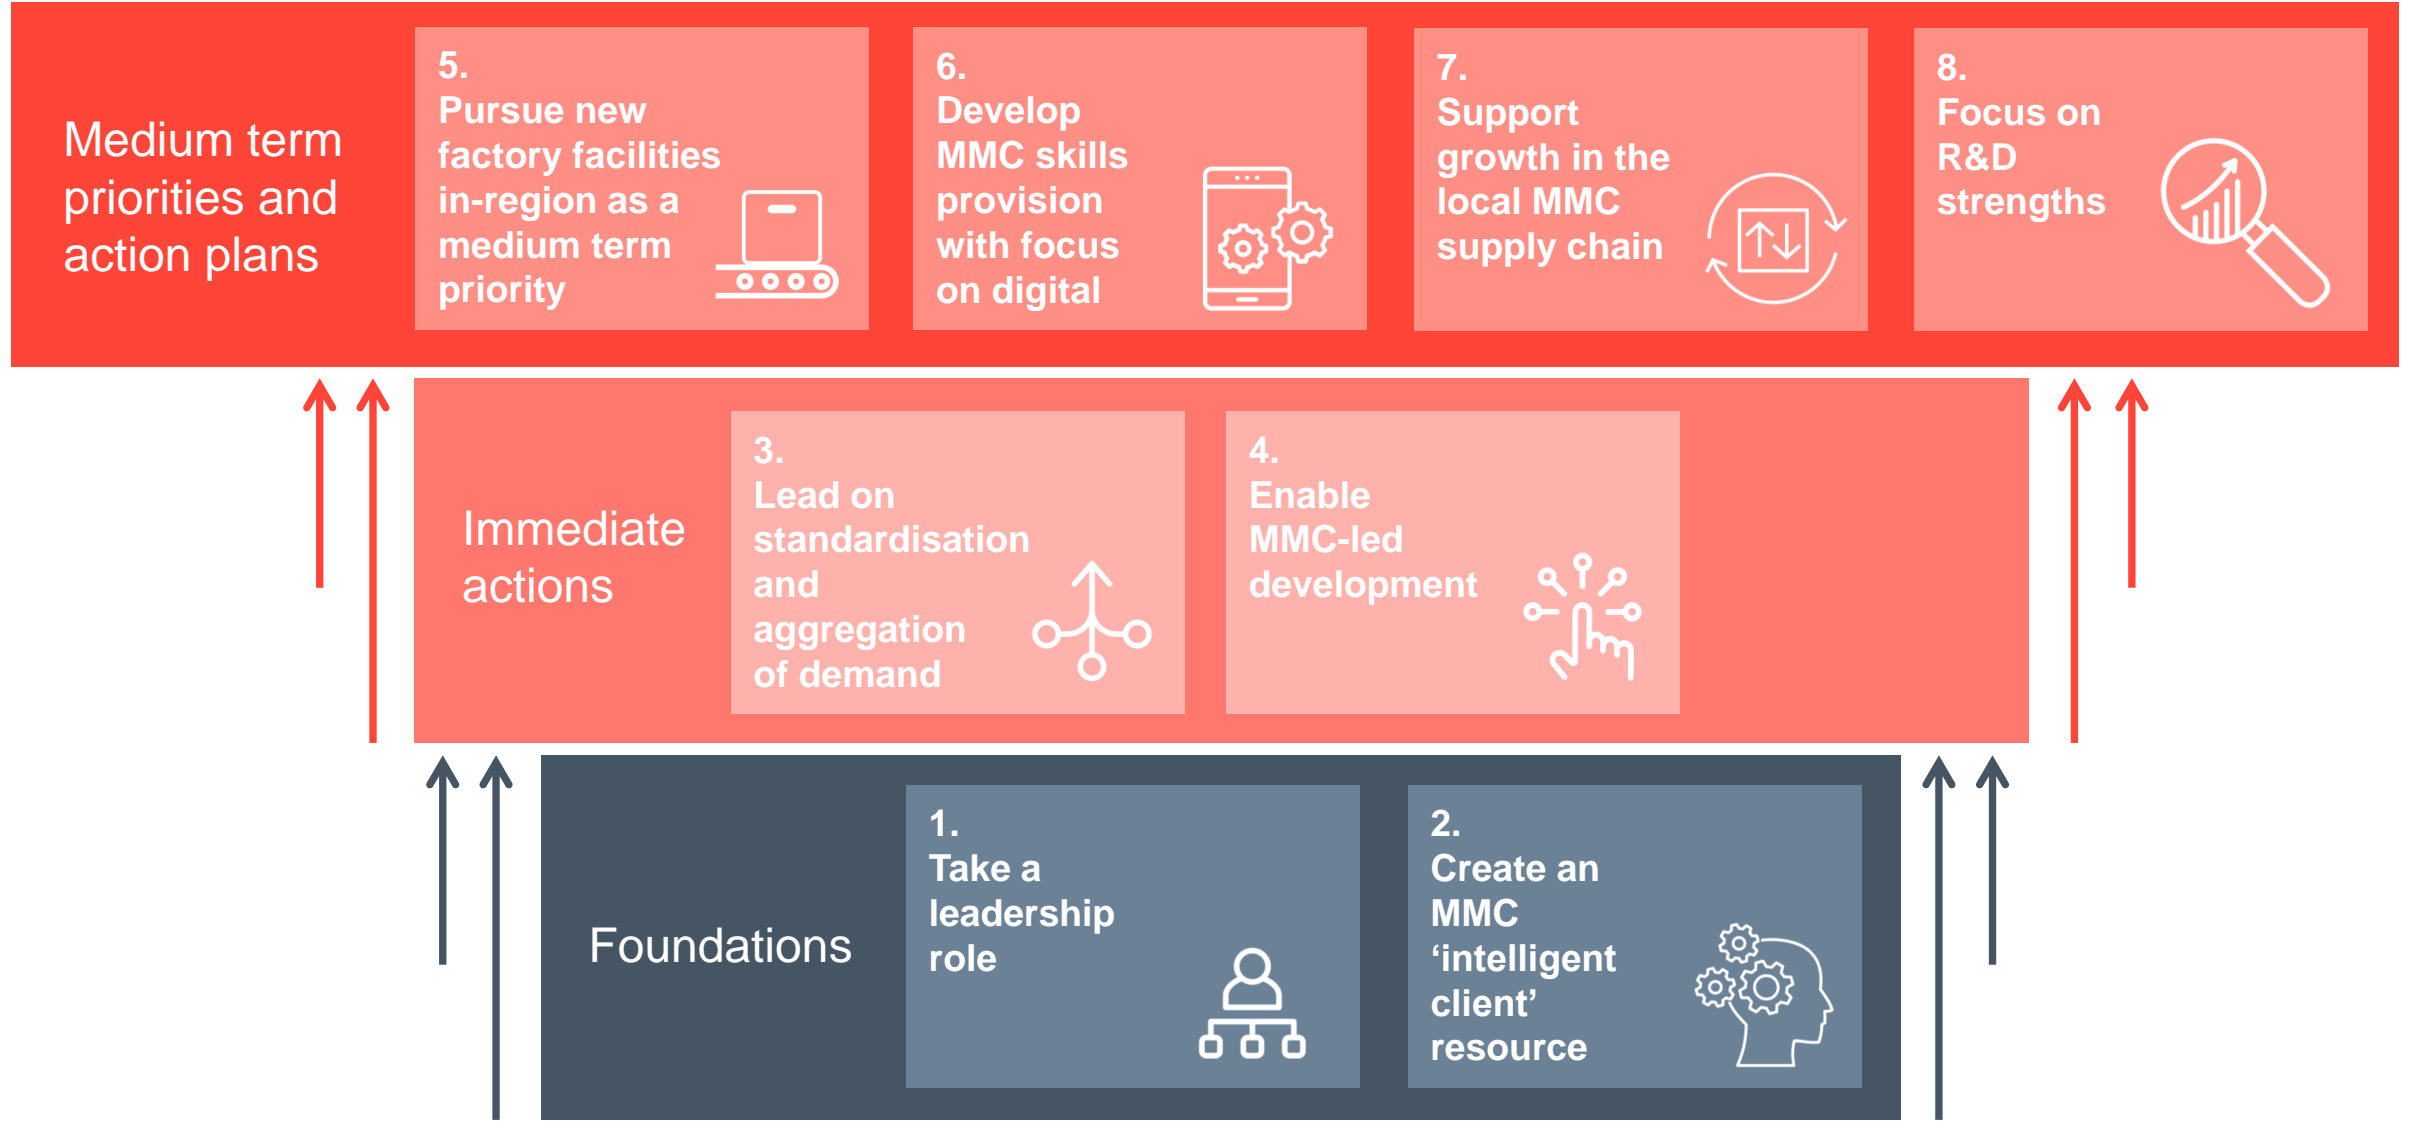 Medium term
priorities and
action plans
5.
Pursue new
factory facilities
in-region as a
medium term
priority
6.
Develop
MMC skills
provision
with focus
on digital
7.
Support
growth in the
local MMC
supply chain
8.
Focus on
R&D
strengths
Immediate
actions
3.
Lead on
standardisation
and
aggregation
of demand
4.
Enable
MMC-led
development
Foundations
1.
Take a
leadership
role
2.
Create an
MMC
‘intelligent
client’
resource